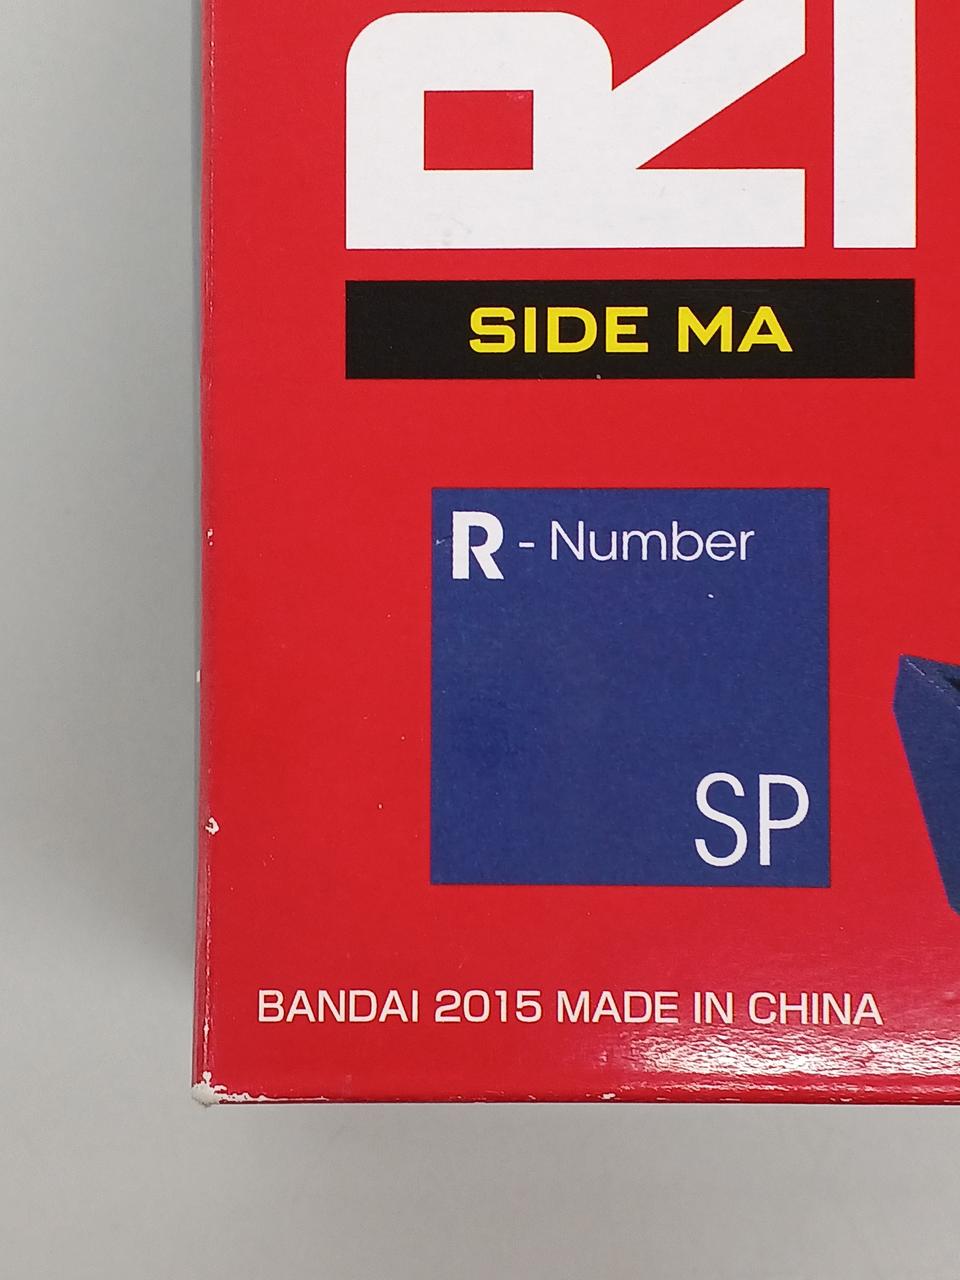 SIDE MA
R - Number
SP
BANDAI 2015 MADE IN CHINA